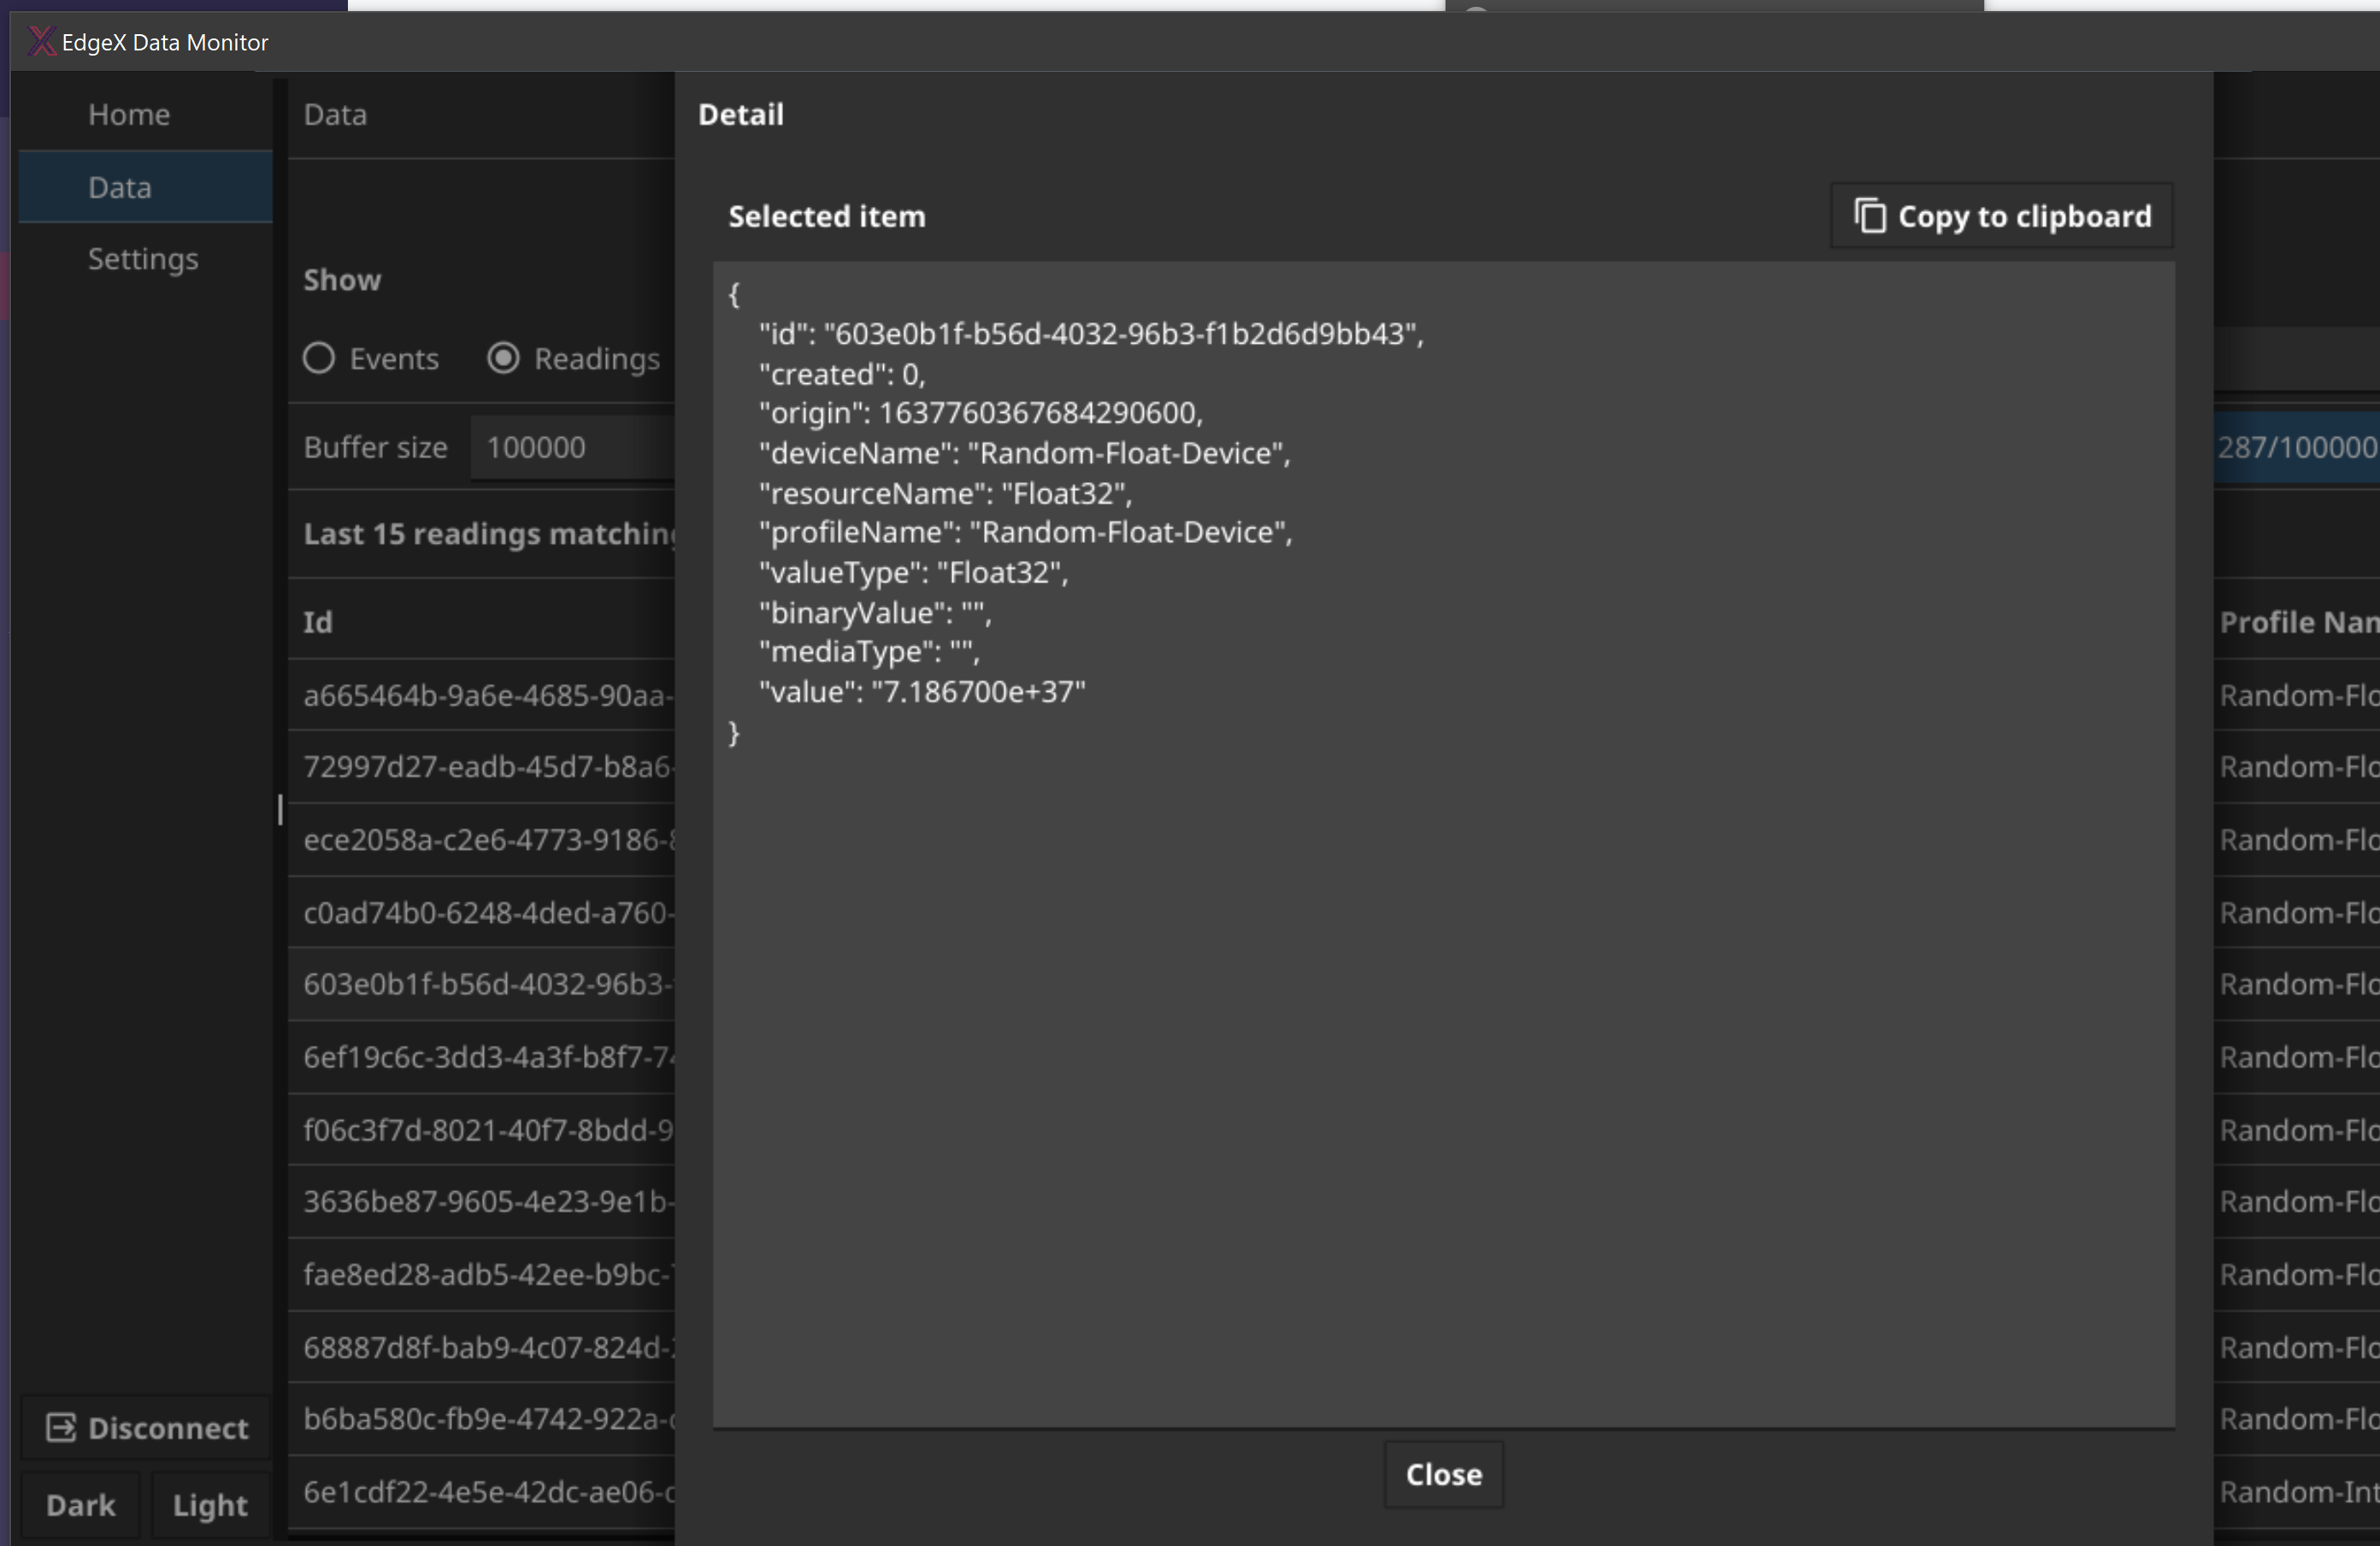 EdgeX Data Monitor
Home
Data
Settings
Disconnect
Dark Light
Data
Show
Events Readings
Buffer size 100000
287/100000
Last 15 readings matching
Id
Profile
a665464b-9a6e-4685-90aa-
72997d27-eadb-45d7-b8a6-
ece2058a-c2e6-4773-9186-
c0ad74b0-6248-4ded-a760-
603e0b1f-b56d-4032-96b3-
6ef19c6c-3dd3-4a3f-b8f7-7
f06c3f7d-8021-40f7-8bdd-9
3636be87-9605-4e23-9e1b-
fae8ed28-adb5-42ee-b9bc-
68887d8f-bab9-4c07-824d-
b6ba580c-fb9e-4742-922a-
6e1cdf22-4e5e-42dc-ae06-
Random-Flo
Random-Flo
Random-Flo
Random-Flo
Random-Flo
Random-Flo
Random-Flo
Random-Flo
Random-Flo
Random-Flo
Random-Flo
Random-Int
Detail
Selected item
Copy to clipboard
{
"id": "603e0b1f-b56d-4032-96b3-f1b2d6d9bb43",
"created": 0,
"origin": 1637760367684290600,
"deviceName": "Random-Float-Device",
"resourceName": "Float32",
"profileName": "Random-Float-Device",
"valueType": "Float32",
"binaryValue": "",
"mediaType": "",
"value": "7.186700e+37"
}
Close